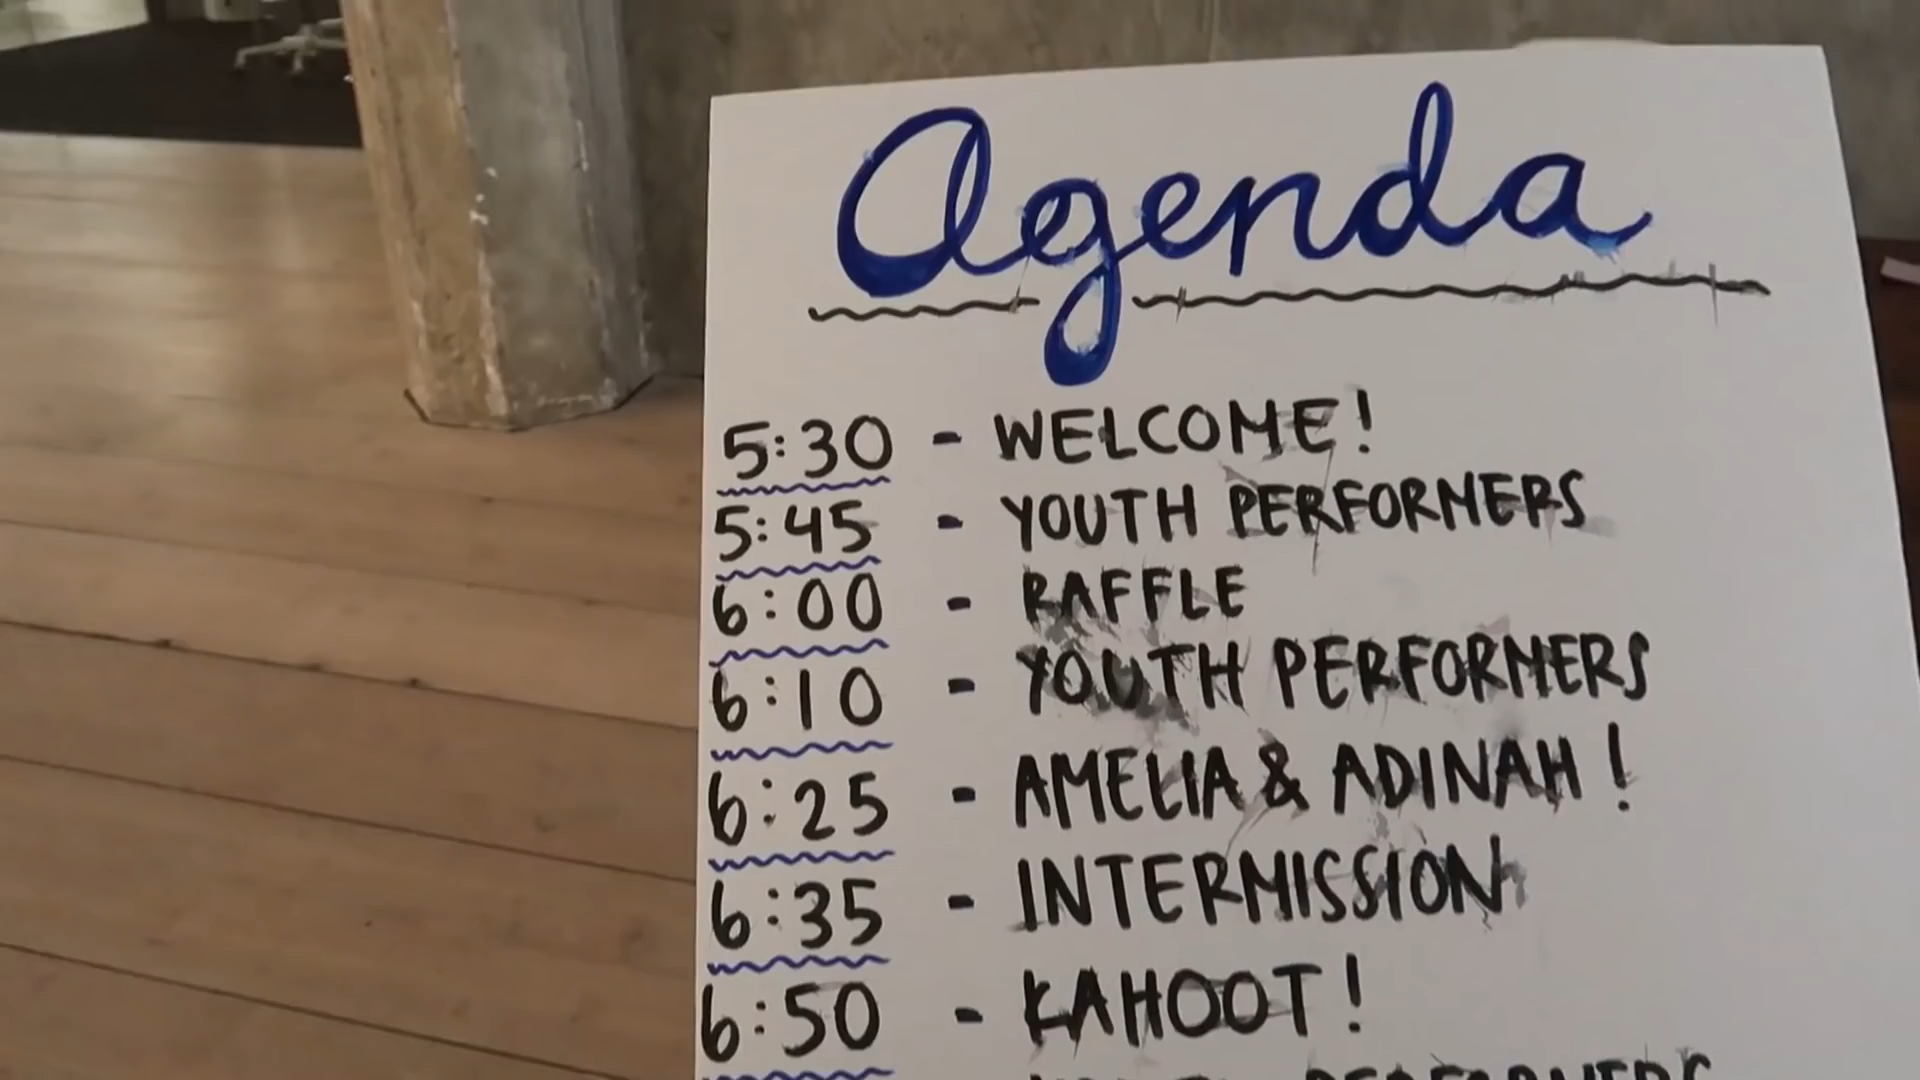 Agenda
5:30 - WELCOME!
5:45 - YOUTH PERFORMERS
6:00 - RAFFLE
6:10 - YOUTH PERFORMERS
6:25 - AMELIA & ADINAH!
6:35 - INTERMISSION
6:50 - KAHOOT!